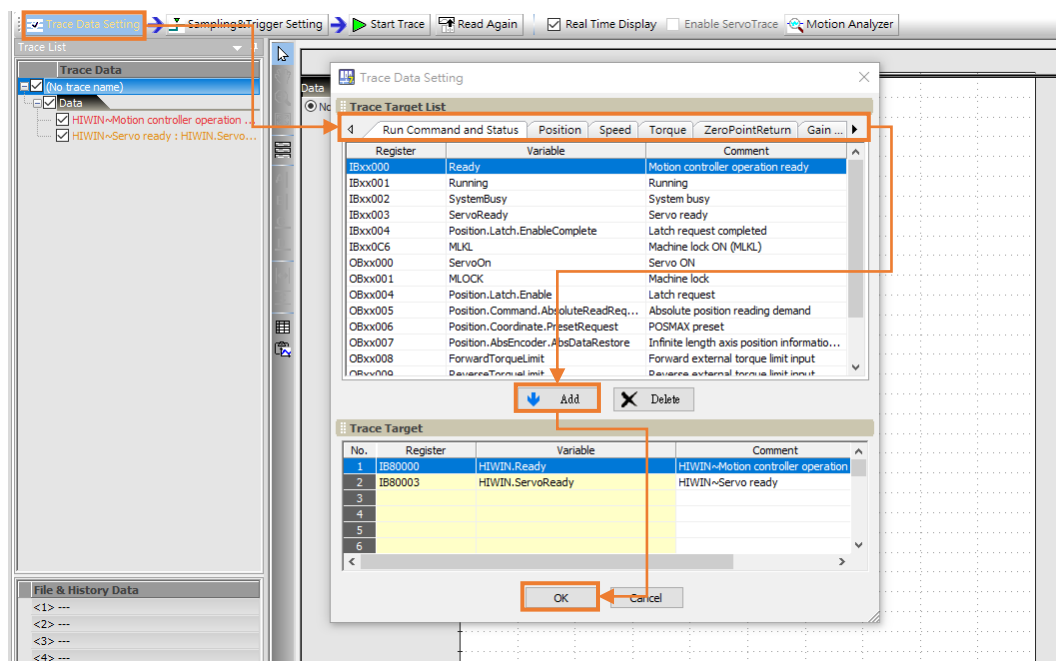 Trace Data Setting Sampling&Trigger Setting Start Trace Read Again Real Time Display Enable ServoTrace Motion Analyzer
Trace List
Trace Data
(No trace name)
Data
HIWIN~Motion controller operation ...
HIWIN~Servo ready : HIWIN.Servo...
Data
Trace Data Setting
Trace Target List
Run Command and Status Position Speed Torque ZeroPointReturn Gain ...
Register Variable Comment
IBxx000 Ready Motion controller operation ready
IBxx001 Running Running
IBxx002 SystemBusy System busy
IBxx003 ServoReady Servo ready
IBxx004 Position.Latch.EnableComplete Latch request completed
IBxx0C6 MLKL Machine lock ON (MLKL)
OBxx000 ServoOn Servo ON
OBxx001 MLOCK Machine lock
OBxx004 Position.Latch.Enable Latch request
OBxx005 Position.Command.AbsoluteReadReq... Absolute position reading demand
OBxx006 Position.Coordinate.PresetRequest POSMAX preset
OBxx007 Position.AbsEncoder.AbsDataRestore Infinite length axis position informatio...
OBxx008 ForwardTorqueLimit Forward external torque limit input
OBxx009 ReverseTorqueLimit Reverse external torque limit input
Add Delete
Trace Target
No. Register Variable Comment
1 IB80000 HIWIN.Ready HIWIN~Motion controller operation
2 IB80003 HIWIN.ServoReady HIWIN~Servo ready
3
4
5
6
OK Cancel
File & History Data
<1> ---
<2> ---
<3> ---
<4> ---